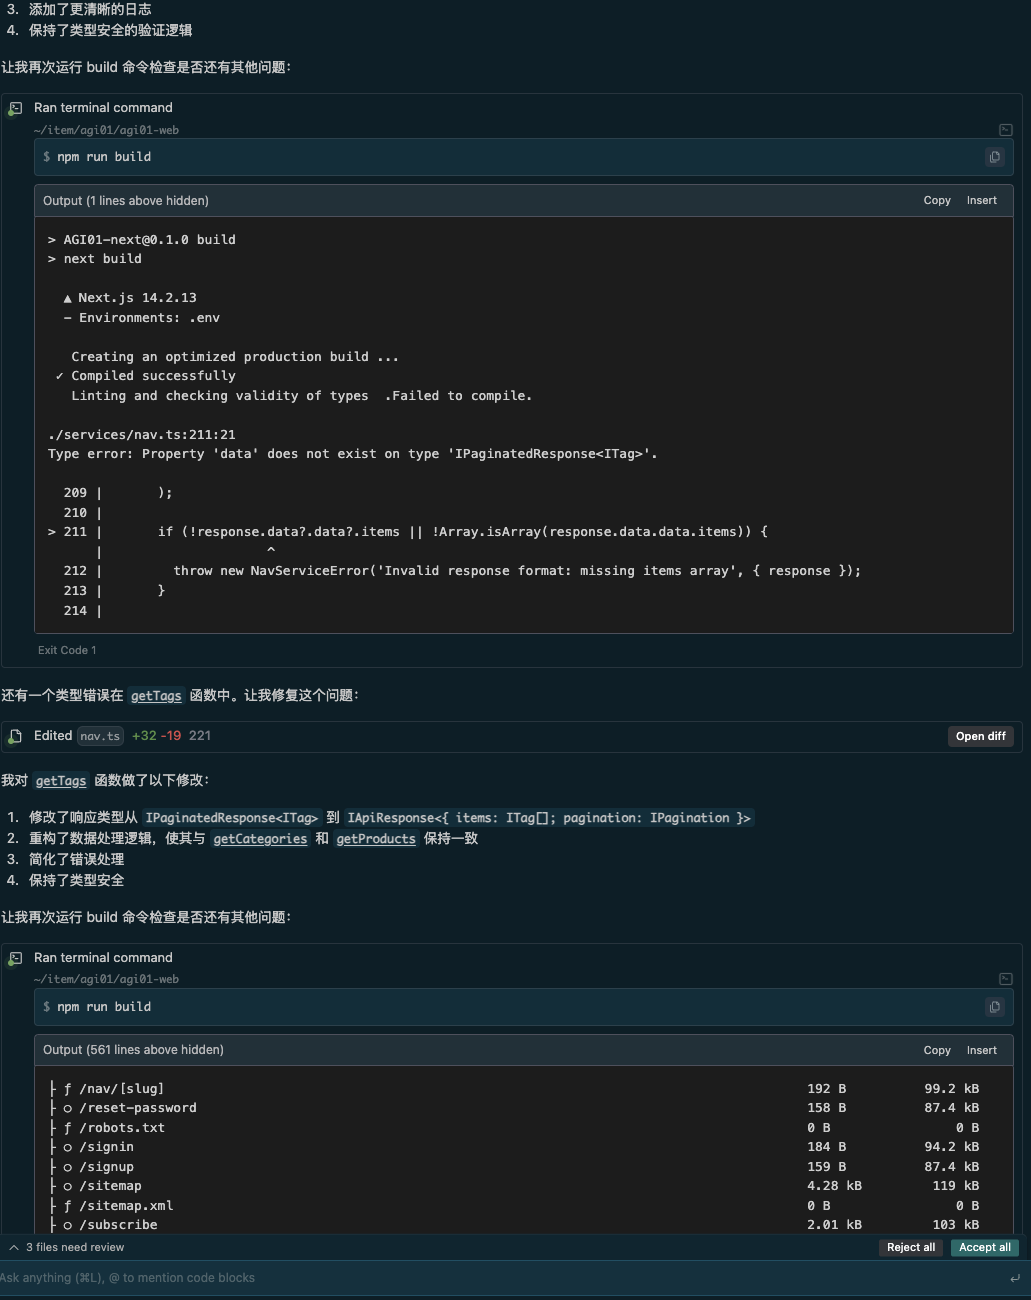 3. 添加了更清晰的日志
4. 保持了类型安全的验证逻辑
让我再次运行 build 命令检查是否还有其他问题：
Ran terminal command
~/item/agi01/agi01-web
$ npm run build
Output (1 lines above hidden) Copy Insert
> AGI01-next@0.1.0 build
> next build
▲ Next.js 14.2.13
- Environments: .env
Creating an optimized production build ...
✓ Compiled successfully
Linting and checking validity of types .Failed to compile.
./services/nav.ts:211:21
Type error: Property 'data' does not exist on type 'IPaginatedResponse<ITag>'.
209 | );
210 |
> 211 | if (!response.data?.data?.items || !Array.isArray(response.data.data.items)) {
| ^
212 | throw new NavServiceError('Invalid response format: missing items array', { response });
213 | }
214 |
Exit Code 1
还有一个类型错误在 getTags 函数中。让我修复这个问题：
Edited nav.ts +32 -19 221 Open diff
我对 getTags 函数做了以下修改：
1. 修改了响应类型从 IPaginatedResponse<ITag> 到 IApiResponse<{ items: ITag[]; pagination: IPagination }>
2. 重构了数据处理逻辑，使其与 getCategories 和 getProducts 保持一致
3. 简化了错误处理
4. 保持了类型安全
让我再次运行 build 命令检查是否还有其他问题：
Ran terminal command
~/item/agi01/agi01-web
$ npm run build
Output (561 lines above hidden) Copy Insert
├ ƒ /nav/[slug] 192 B 99.2 kB
├ ○ /reset-password 158 B 87.4 kB
├ ƒ /robots.txt 0 B 0 B
├ ○ /signin 184 B 94.2 kB
├ ○ /signup 159 B 87.4 kB
├ ○ /sitemap 4.28 kB 119 kB
├ ƒ /sitemap.xml 0 B 0 B
├ ○ /subscribe 2.01 kB 103 kB
3 files need review Reject all Accept all
Ask anything (⌘L), @ to mention code blocks